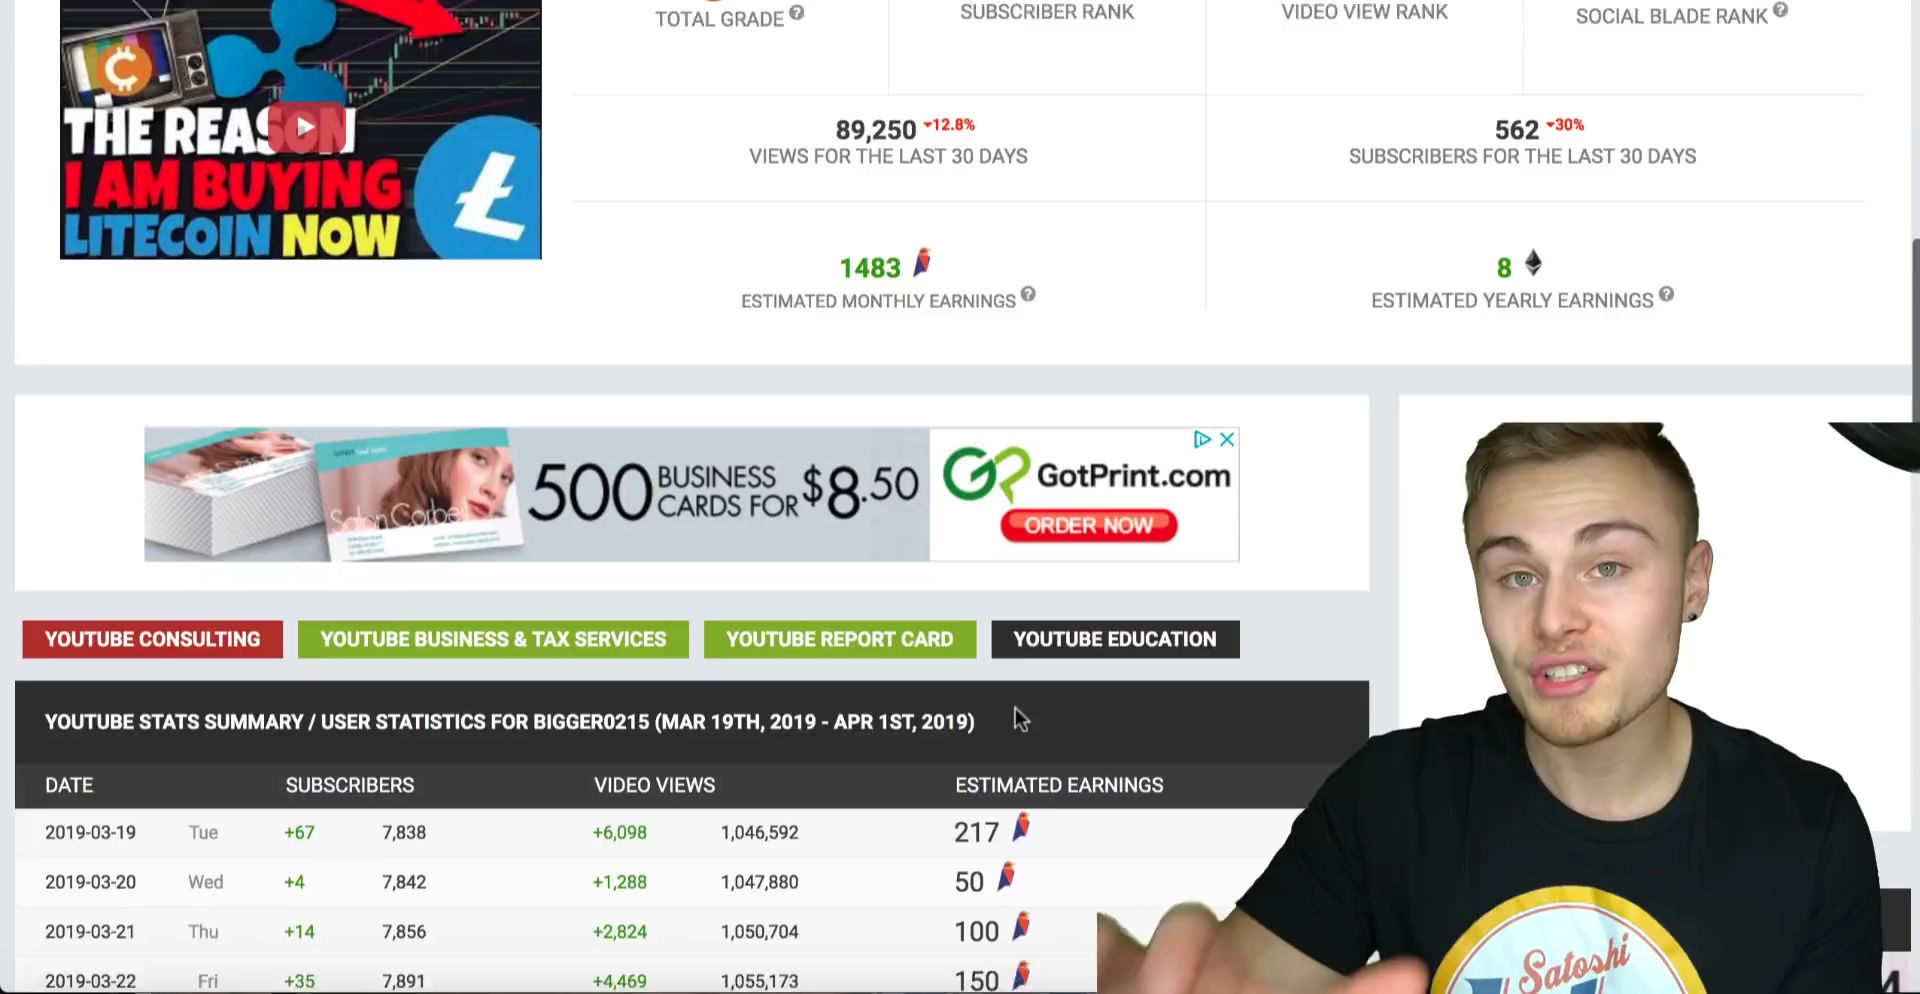 TOTAL GRADE
SUBSCRIBER RANK
VIDEO VIEW RANK
SOCIAL BLADE RANK
THE REASON
I AM BUYING
LITECOIN NOW
89,250 -12.8%
VIEWS FOR THE LAST 30 DAYS
562 -30%
SUBSCRIBERS FOR THE LAST 30 DAYS
1483
ESTIMATED MONTHLY EARNINGS
8
ESTIMATED YEARLY EARNINGS
500 BUSINESS CARDS FOR $8.50
GotPrint.com
ORDER NOW
YOUTUBE CONSULTING
YOUTUBE BUSINESS & TAX SERVICES
YOUTUBE REPORT CARD
YOUTUBE EDUCATION
YOUTUBE STATS SUMMARY / USER STATISTICS FOR BIGGER0215 (MAR 19TH, 2019 - APR 1ST, 2019)
DATE SUBSCRIBERS VIDEO VIEWS ESTIMATED EARNINGS
2019-03-19 Tue +67 7,838 +6,098 1,046,592 217
2019-03-20 Wed +4 7,842 +1,288 1,047,880 50
2019-03-21 Thu +14 7,856 +2,824 1,050,704 100
2019-03-22 Fri +35 7,891 +4,469 1,055,173 150
Satoshi